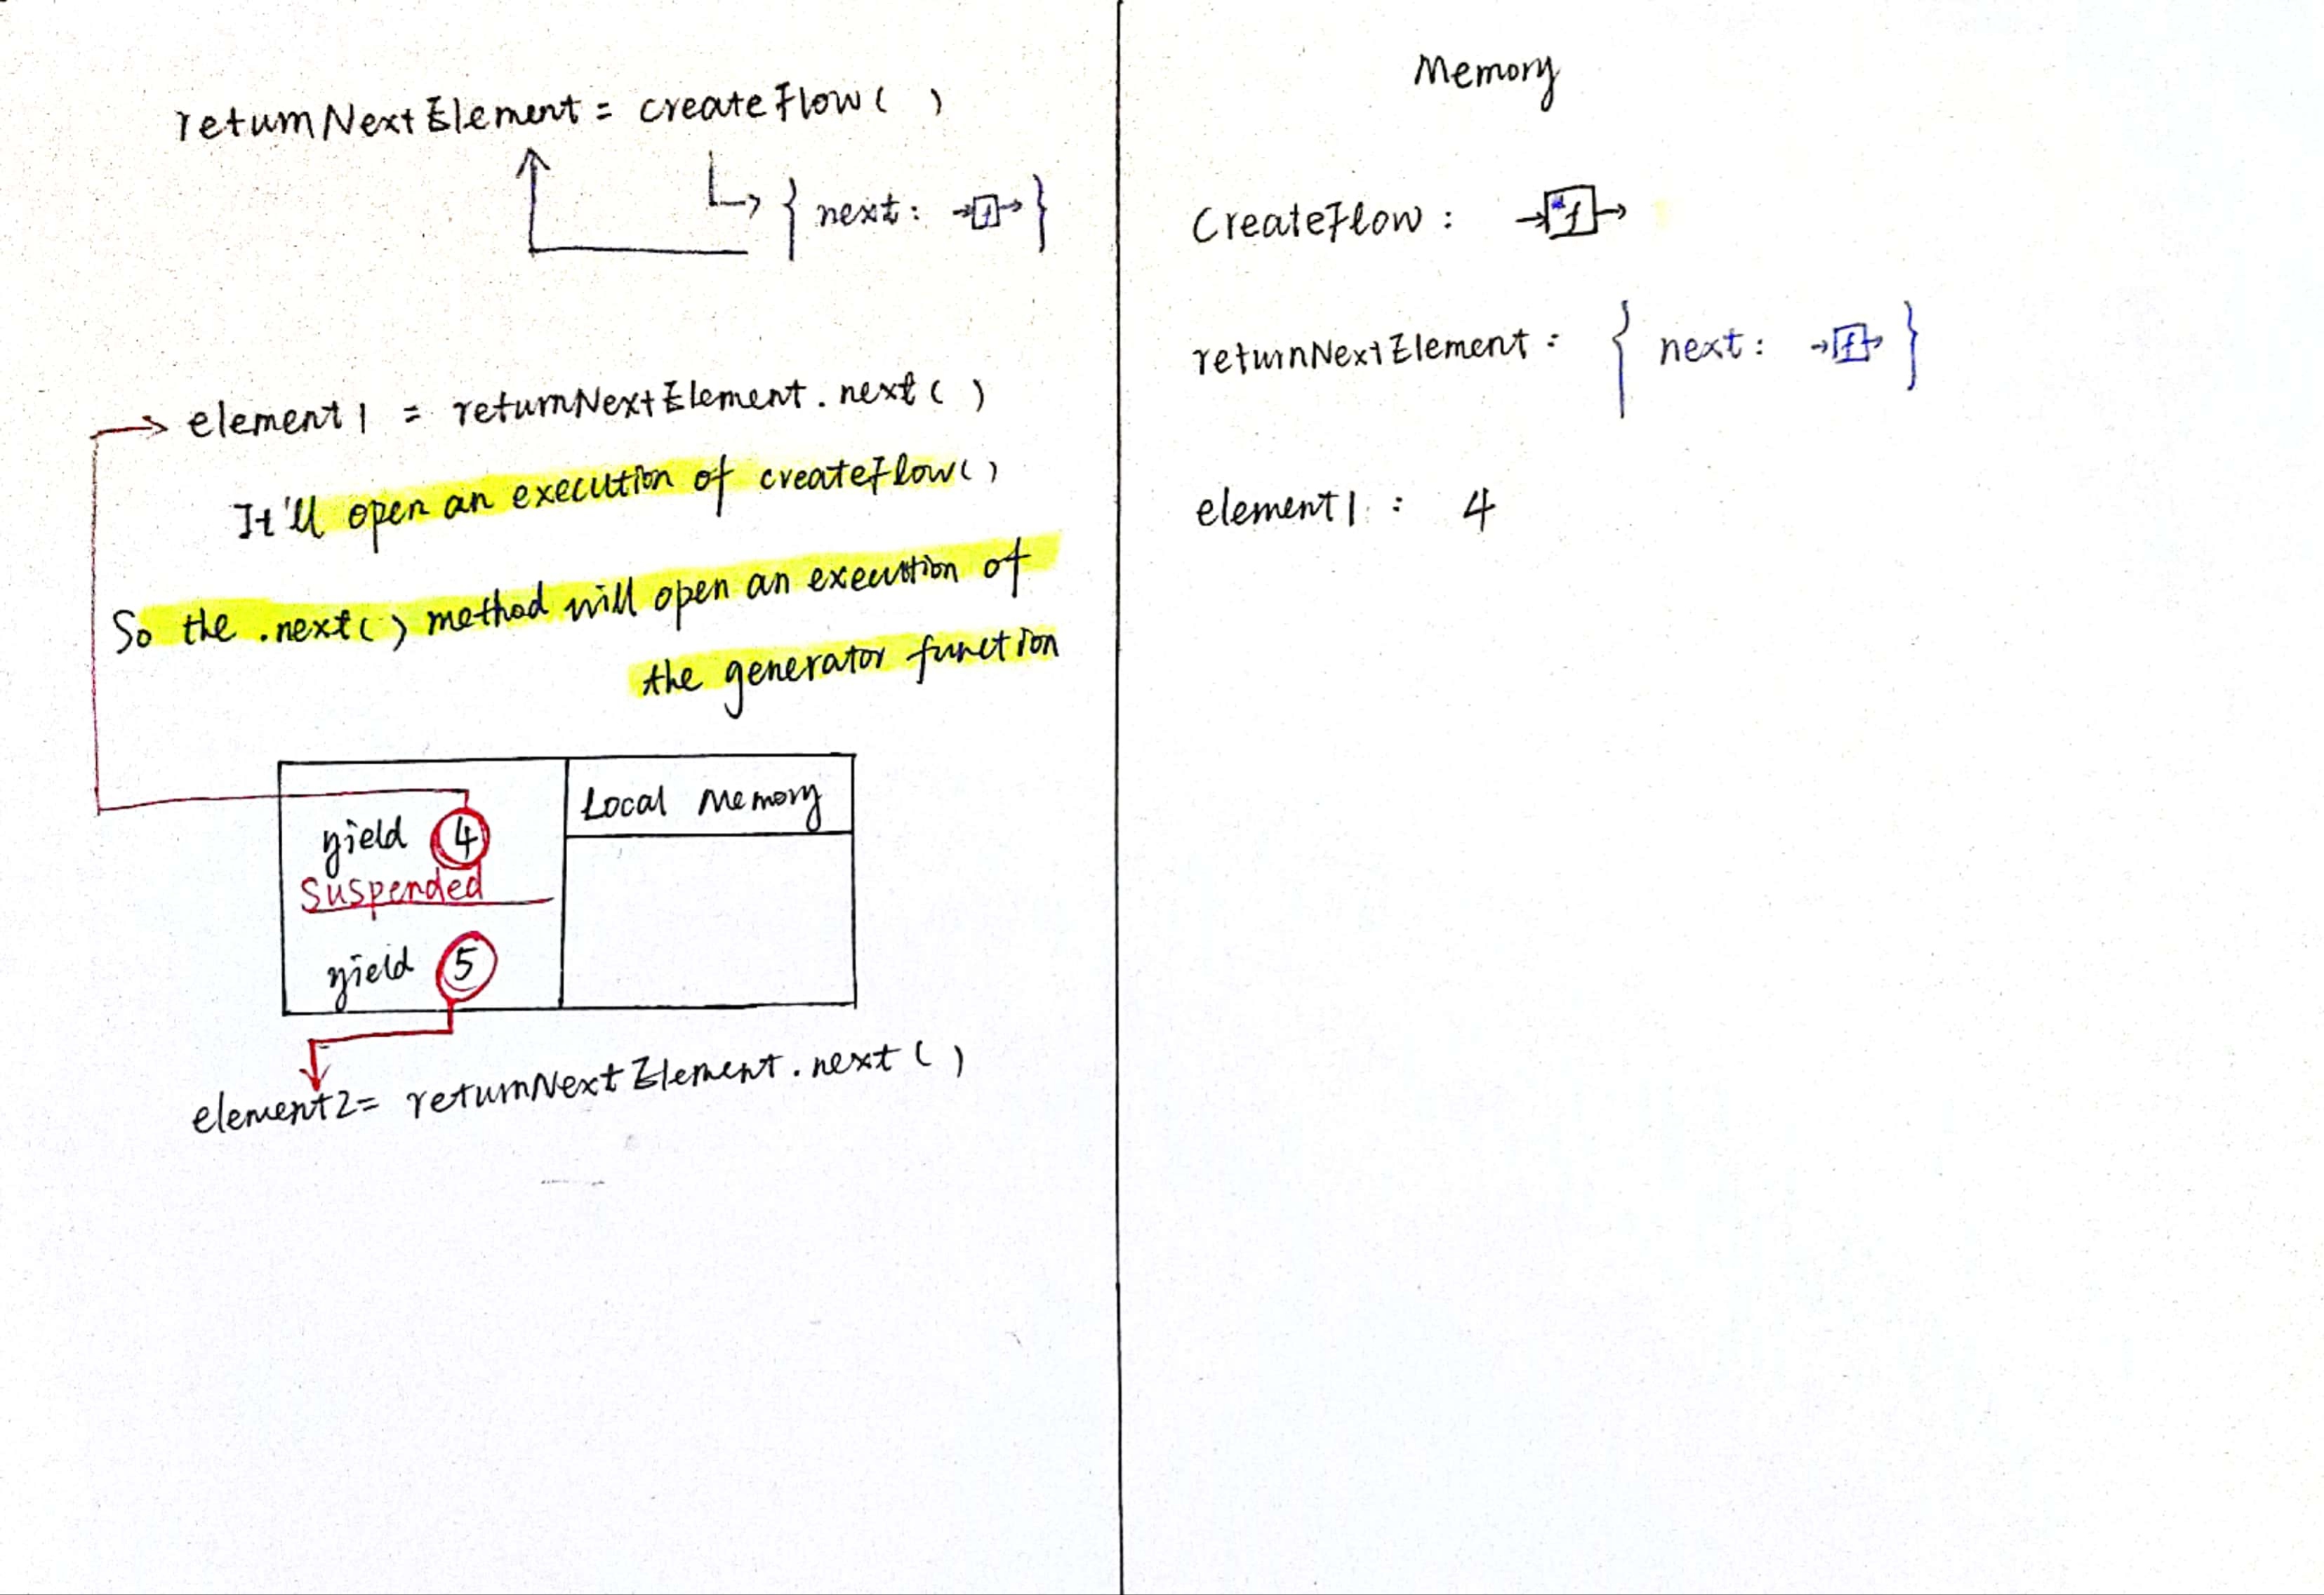 returnNextElement = createFlow( )
{ next: f }
element1 = returnNextElement.next( )
It'll open an execution of createFlow( )
So the .next( ) method will open an execution of
the generator function
yield 4
Suspended
yield 5
Local Memory
element2= returnNextElement.next( )
Memory
CreateFlow : *f
returnNextElement : { next: f }
element1 : 4